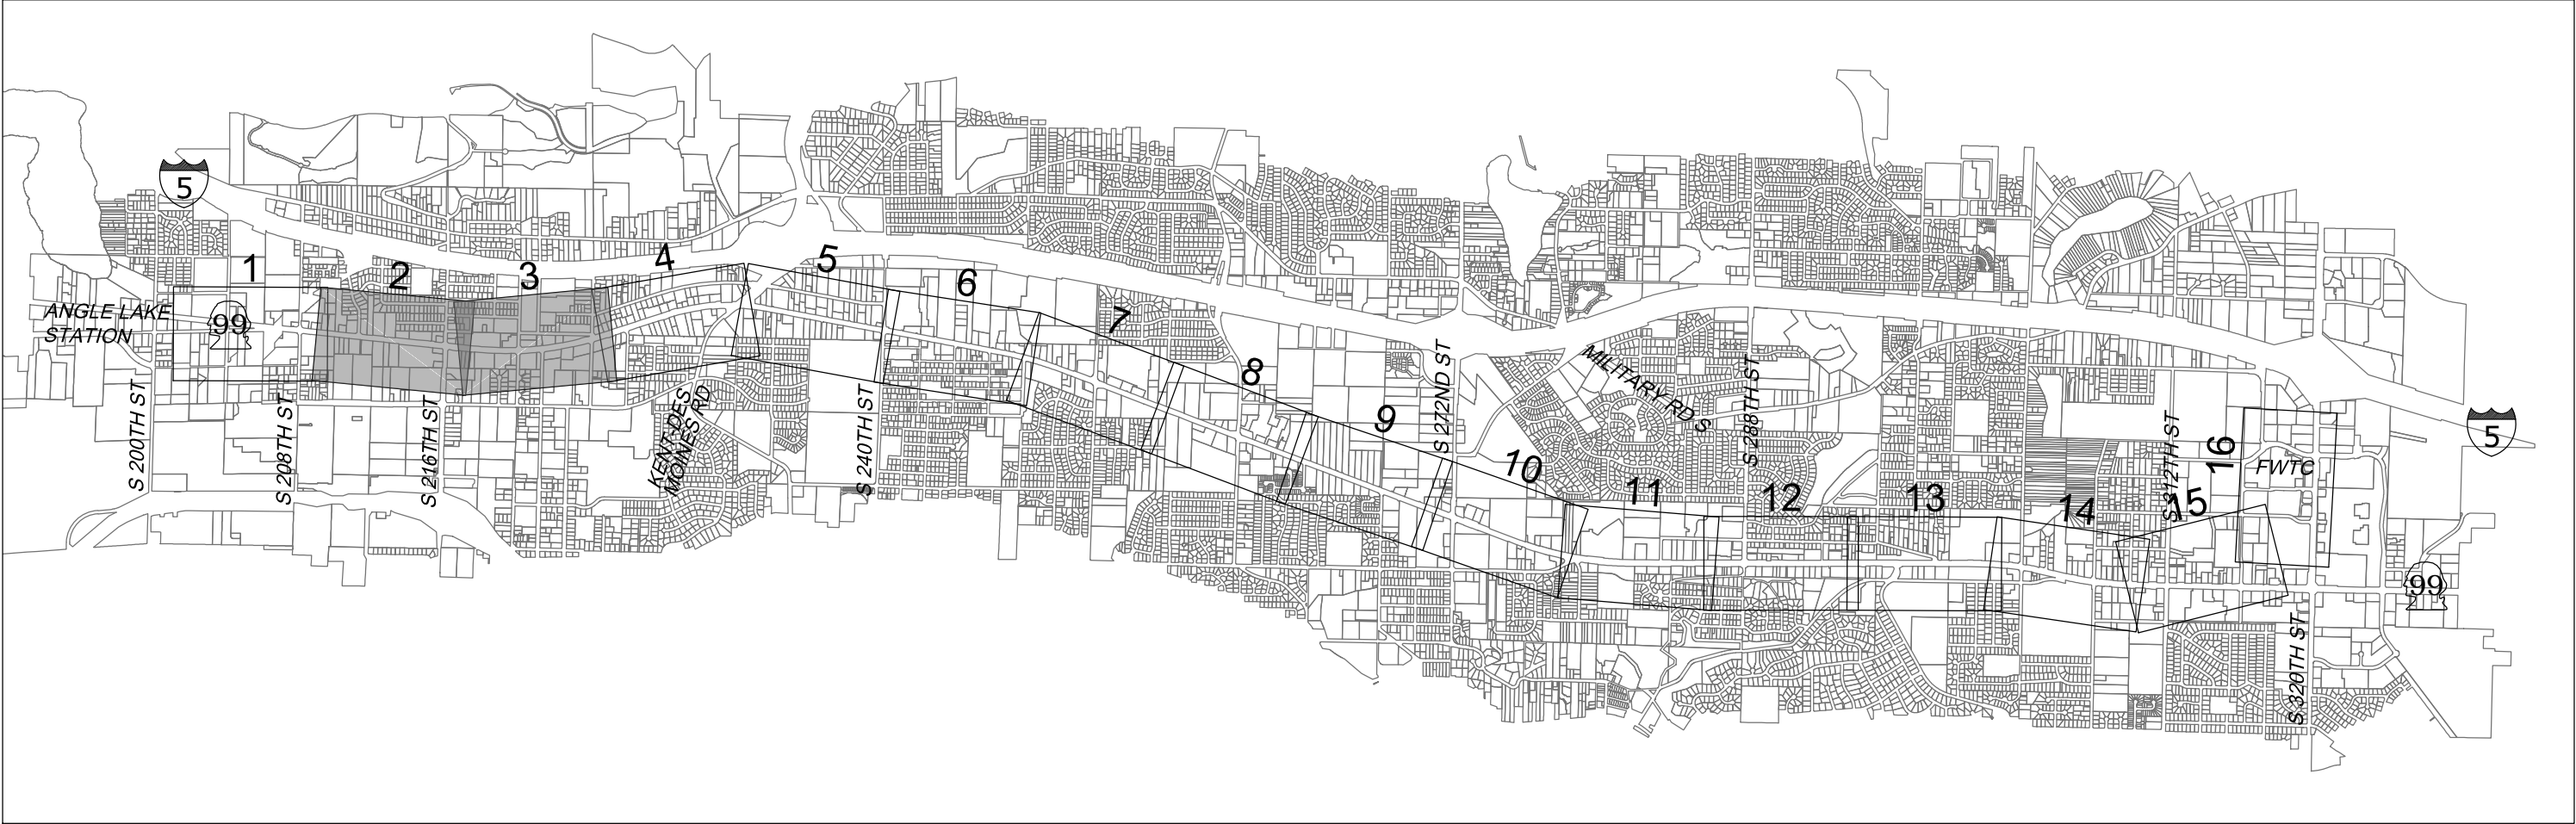 5
1
2
3
4
5
6
7
8
9
10
11
12
13
14
15
16
ANGLE LAKE
STATION
99
S 200TH ST
S 208TH ST
S 216TH ST
KENT-DES
MOINES RD
S 240TH ST
S 272ND ST
MILITARY RD S
S 288TH ST
S 312TH ST
FWTC
5
99
S 320TH ST